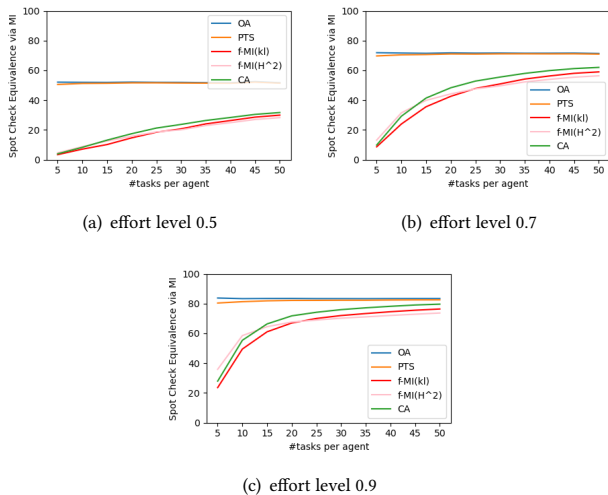 100
80
60
40
20
0
Spot Check Equivalence via MI
OA
PTS
f-MI(kl)
f-MI(H^2)
CA
5 10 15 20 25 30 35 40 45 50
#tasks per agent
(a) effort level 0.5
100
80
60
40
20
0
Spot Check Equivalence via MI
OA
PTS
f-MI(kl)
f-MI(H^2)
CA
5 10 15 20 25 30 35 40 45 50
#tasks per agent
(b) effort level 0.7
100
80
60
40
20
0
Spot Check Equivalence via MI
OA
PTS
f-MI(kl)
f-MI(H^2)
CA
5 10 15 20 25 30 35 40 45 50
#tasks per agent
(c) effort level 0.9